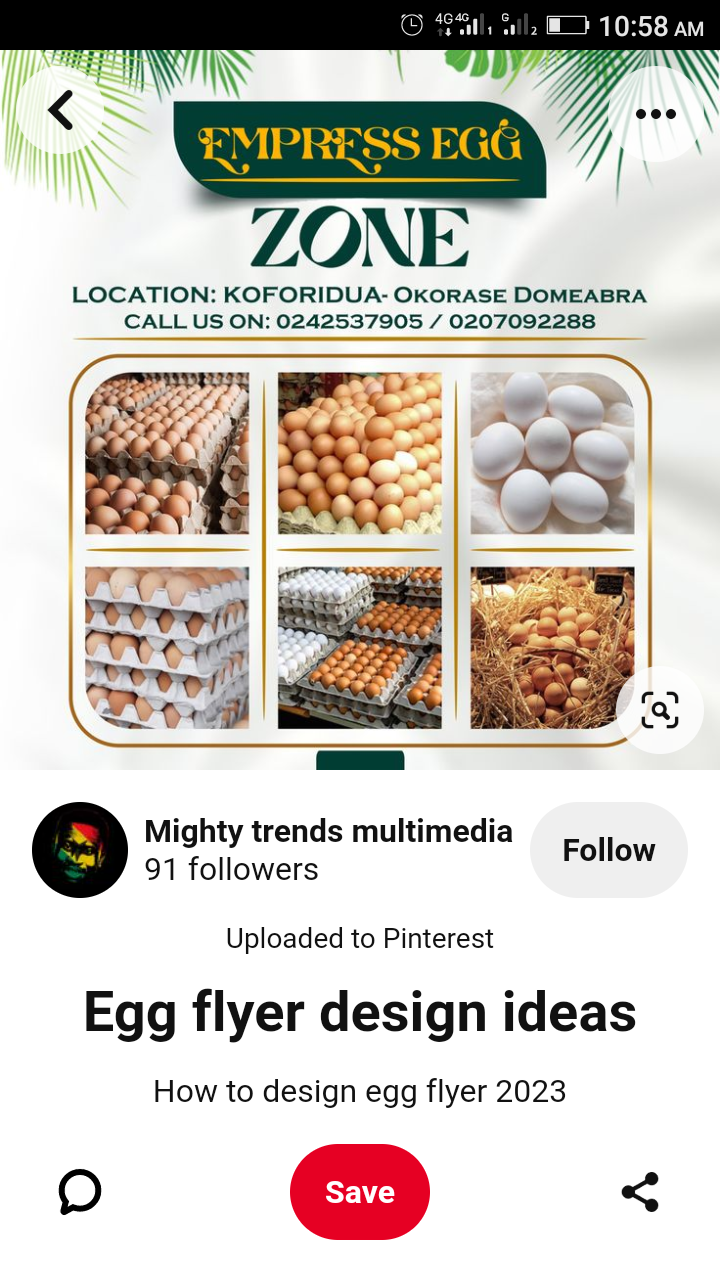 4G 4G 1 G 2 10:58 AM
EMPRESS EGG
ZONE
LOCATION: KOFORIDUA- OKORASE DOMEABRA
CALL US ON: 0242537905 / 0207092288
Mighty trends multimedia
91 followers
Follow
Uploaded to Pinterest
Egg flyer design ideas
How to design egg flyer 2023
Save